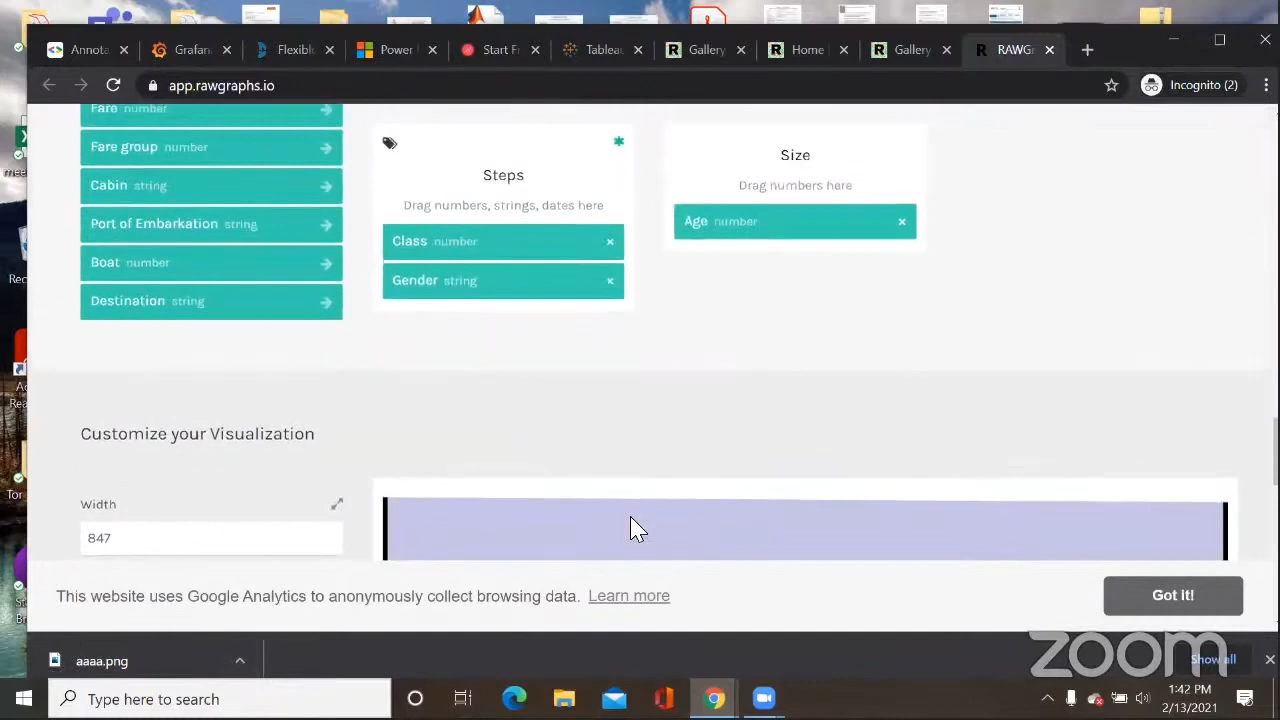 Annote
Grafan
Flexible
Power
Start Fr
Tableau
Gallery
Home
Gallery
RAWGr
app.rawgraphs.io
Incognito (2)
Fare number
Fare group number
Cabin string
Port of Embarkation string
Boat number
Destination string
Steps
Drag numbers, strings, dates here
Class number
Gender string
Size
Drag numbers here
Age number
Customize your Visualization
Width
847
This website uses Google Analytics to anonymously collect browsing data. Learn more
Got it!
aaaa.png
Show all
zoom
Type here to search
1:42 PM
2/13/2021